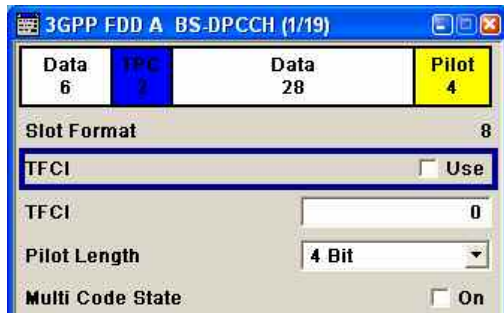 3GPP FDD A BS-DPCCH (1/19)
Data TPC Data Pilot
6 2 28 4
Slot Format 8
TFCI Use
TFCI 0
Pilot Length 4 Bit
Multi Code State On